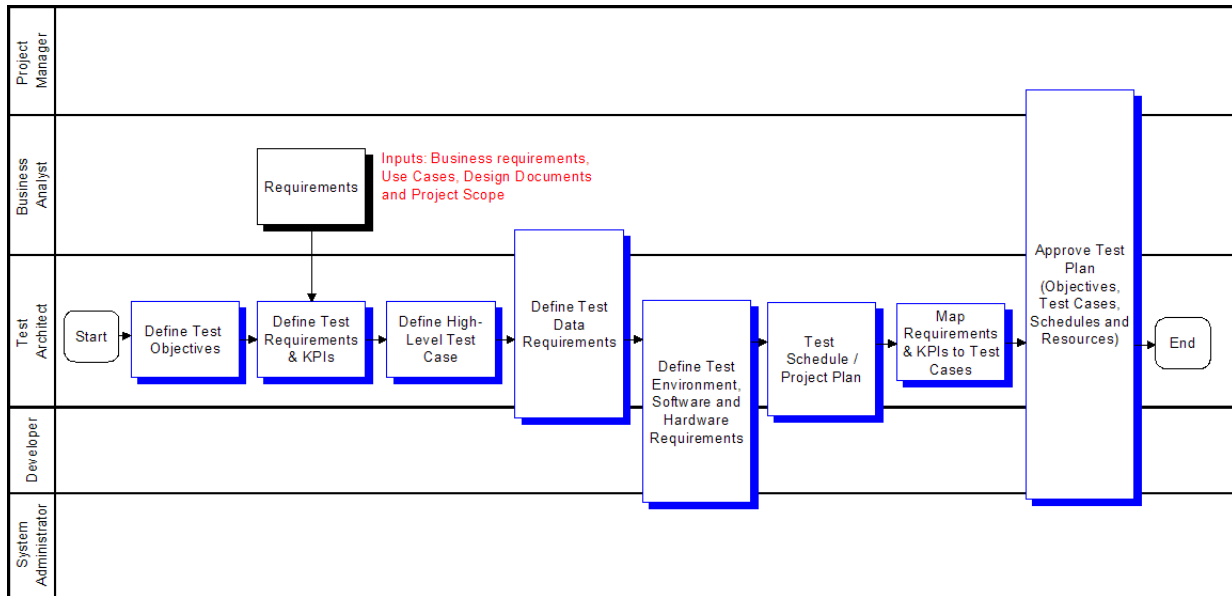 Project
Manager
Business
Analyst
Requirements
Inputs: Business requirements,
Use Cases, Design Documents
and Project Scope
Test
Architect
Start
Define Test
Objectives
Define Test
Requirements
& KPIs
Define High-
Level Test
Case
Define Test
Data
Requirements
Define Test
Environment,
Software and
Hardware
Requirements
Test
Schedule /
Project Plan
Map
Requirements
& KPIs to Test
Cases
Approve Test
Plan
(Objectives,
Test Cases,
Schedules and
Resources)
End
Developer
System
Administrator